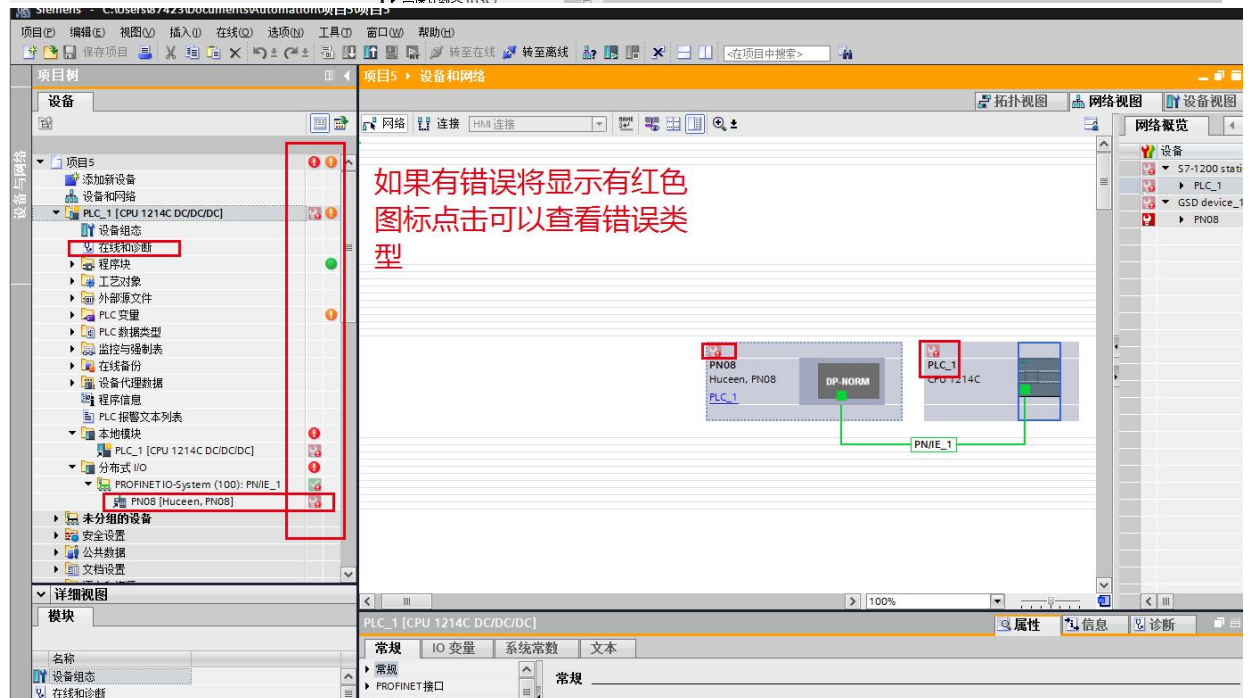 Siemens - C:\Users\87423\Documents\Automation\项目5\项目5
项目(P) 编辑(E) 视图(V) 插入(I) 在线(O) 选项(N) 工具(T) 窗口(W) 帮助(H)
保存项目 转至在线 转至离线 <在项目中搜索>
项目树
项目5 设备和网络
设备
拓扑视图 网络视图 设备视图
网络 连接 HMI 连接
网络概览
设备与网络
项目5
添加新设备
设备和网络
PLC_1 [CPU 1214C DC/DC/DC]
设备组态
在线和诊断
程序块
工艺对象
外部源文件
PLC 变量
PLC 数据类型
监控与强制表
在线备份
设备代理数据
程序信息
PLC 报警文本列表
本地模块
PLC_1 [CPU 1214C DC/DC/DC]
分布式 I/O
PROFINET IO-System (100): PN/IE_1
PN08 [Huceen, PN08]
未分组的设备
安全设置
公共数据
文档设置
如果有错误将显示有红色
图标点击可以查看错误类
型
PN08
Huceen, PN08
PLC_1
DP-NORM
PLC_1
CPU 1214C
PN/IE_1
设备
S7-1200 stati
PLC_1
GSD device_1
PN08
100%
详细视图
模块
名称
设备组态
在线和诊断
PLC_1 [CPU 1214C DC/DC/DC]
属性 信息 诊断
常规 IO 变量 系统常数 文本
常规
PROFINET接口
常规